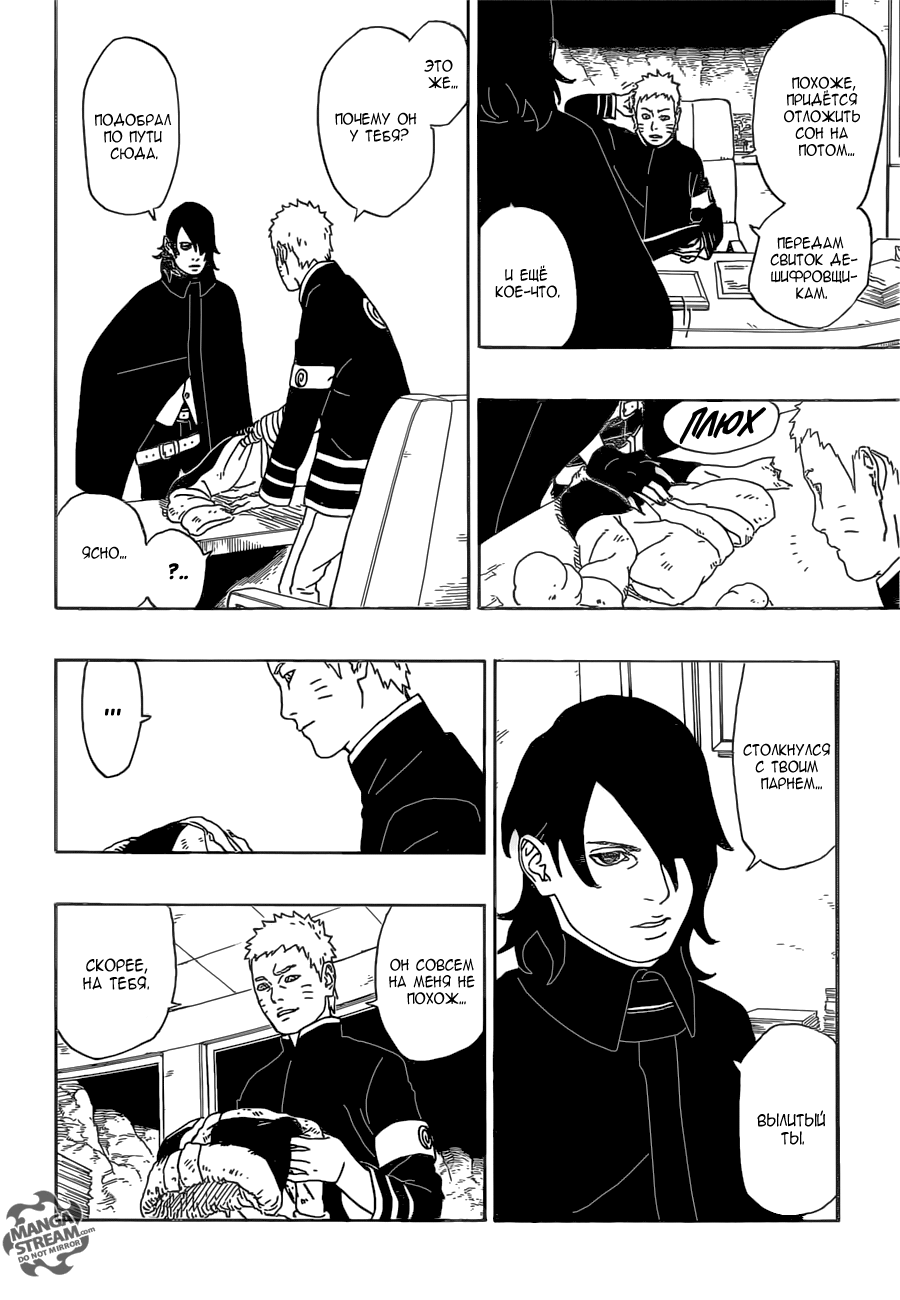 ПОХОЖЕ,
ПРИДЁТСЯ
ОТЛОЖИТЬ
СОН НА
ПОТОМ...
ПЕРЕДАМ
СВИТОК ДЕ-
ШИФРОВЩИ-
КАМ.
И ЕЩЁ
КОЕ-ЧТО.
ПЛЮХ
ЭТО
ЖЕ...
ПОЧЕМУ ОН
У ТЕБЯ?
ПОДОБРАЛ
ПО ПУТИ
СЮДА.
?..
ЯСНО...
СТОЛКНУЛСЯ
С ТВОИМ
ПАРНЕМ...
ВЫЛИТЫЙ
ТЫ.
...
ОН СОВСЕМ
НА МЕНЯ НЕ
ПОХОЖ...
СКОРЕЕ,
НА ТЕБЯ.
MANGA
STREAM.com
DO NOT MIRROR